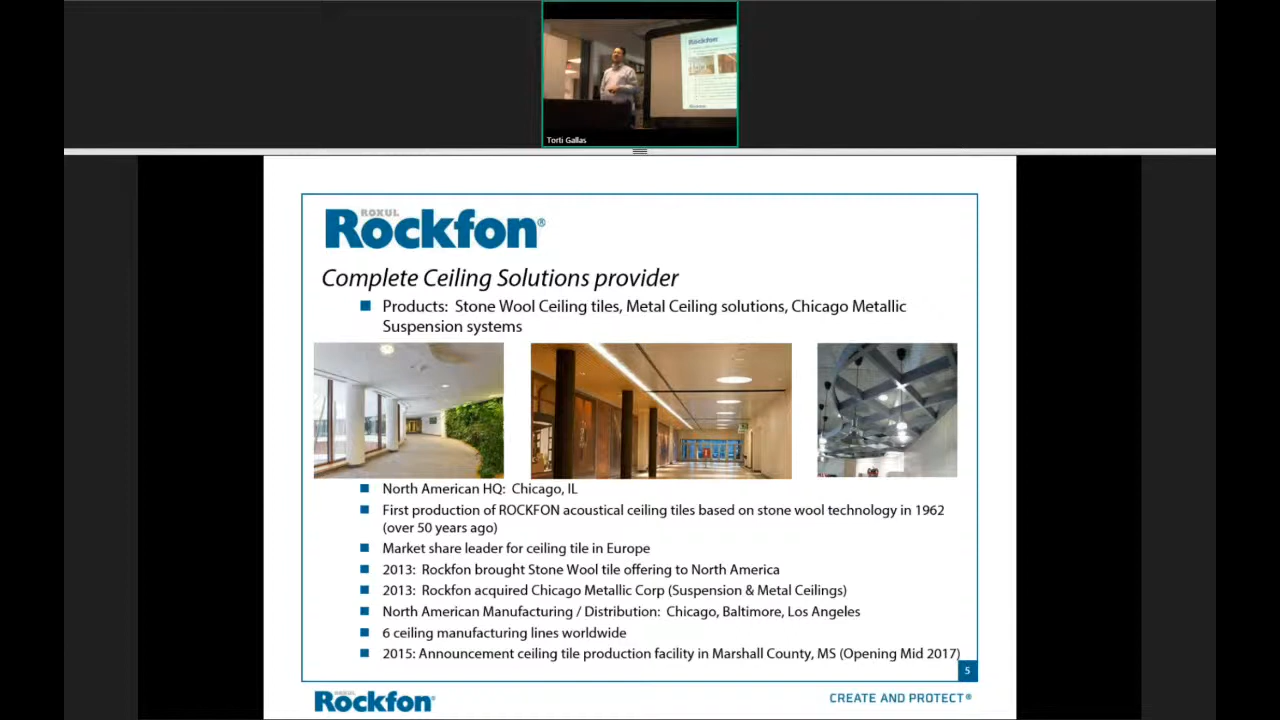 Rockfon
Torti Gallas
ROXUL
Rockfon®
Complete Ceiling Solutions provider
Products: Stone Wool Ceiling tiles, Metal Ceiling solutions, Chicago Metallic
Suspension systems
North American HQ: Chicago, IL
First production of ROCKFON acoustical ceiling tiles based on stone wool technology in 1962
(over 50 years ago)
Market share leader for ceiling tile in Europe
2013: Rockfon brought Stone Wool tile offering to North America
2013: Rockfon acquired Chicago Metallic Corp (Suspension & Metal Ceilings)
North American Manufacturing / Distribution: Chicago, Baltimore, Los Angeles
6 ceiling manufacturing lines worldwide
2015: Announcement ceiling tile production facility in Marshall County, MS (Opening Mid 2017)
5
ROXUL
Rockfon®
CREATE AND PROTECT®